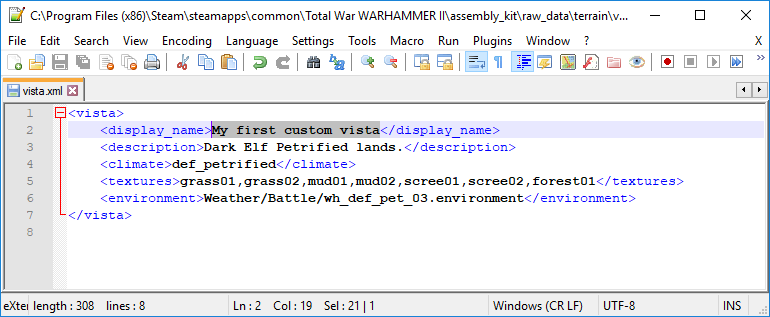 C:\Program Files (x86)\Steam\steamapps\common\Total War WARHAMMER II\assembly_kit\raw_data\terrain\v...
File Edit Search View Encoding Language Settings Tools Macro Run Plugins Window ? X
vista.xml
1 <vista>
2 <display_name>My first custom vista</display_name>
3 <description>Dark Elf Petrified lands.</description>
4 <climate>def_petrified</climate>
5 <textures>grass01,grass02,mud01,mud02,scree01,scree02,forest01</textures>
6 <environment>Weather/Battle/wh_def_pet_03.environment</environment>
7 </vista>
8
eXter length : 308 lines : 8 Ln : 2 Col : 19 Sel : 21 | 1 Windows (CR LF) UTF-8 INS